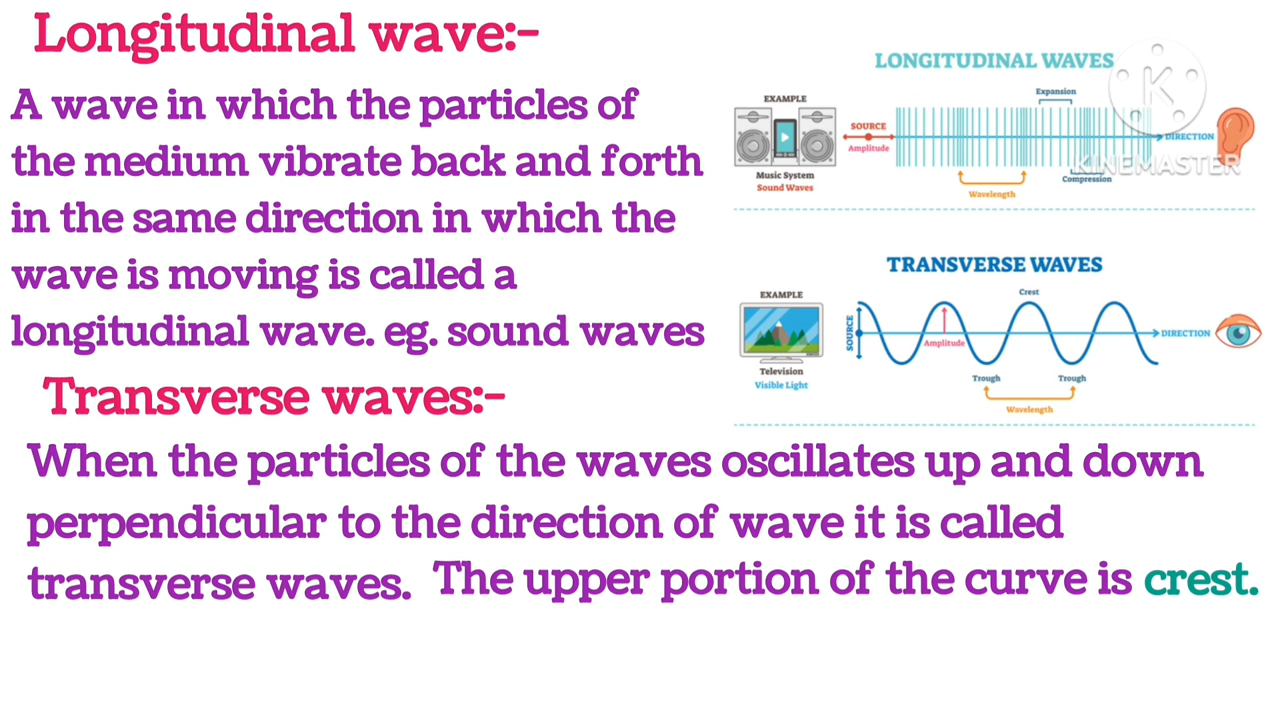 Longitudinal wave:-
A wave in which the particles of
the medium vibrate back and forth
in the same direction in which the
wave is moving is called a
longitudinal wave. eg. sound waves
LONGITUDINAL WAVES
EXAMPLE
Music System
Sound Waves
SOURCE
Amplitude
Expansion
DIRECTION
K
KINEMASTER
Compression
Wavelength
TRANSVERSE WAVES
EXAMPLE
Television
Visible Light
SOURCE
Amplitude
Crest
DIRECTION
Trough
Trough
Wavelength
Transverse waves:-
When the particles of the waves oscillates up and down
perpendicular to the direction of wave it is called
transverse waves. The upper portion of the curve is crest.